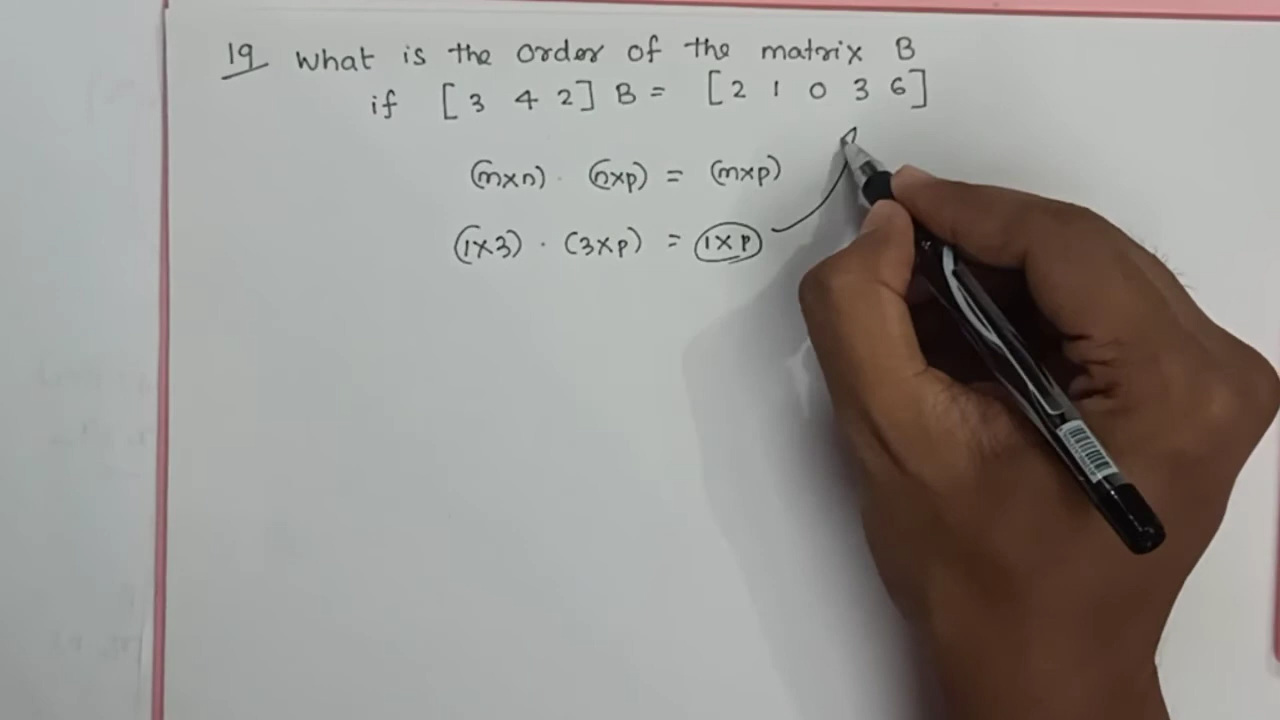 19 What is the order of the matrix B
if [ 3 4 2 ] B = [ 2 1 0 3 6 ]
(m×n) · (n×p) = (m×p)
(1×3) · (3×p) = (1×p)